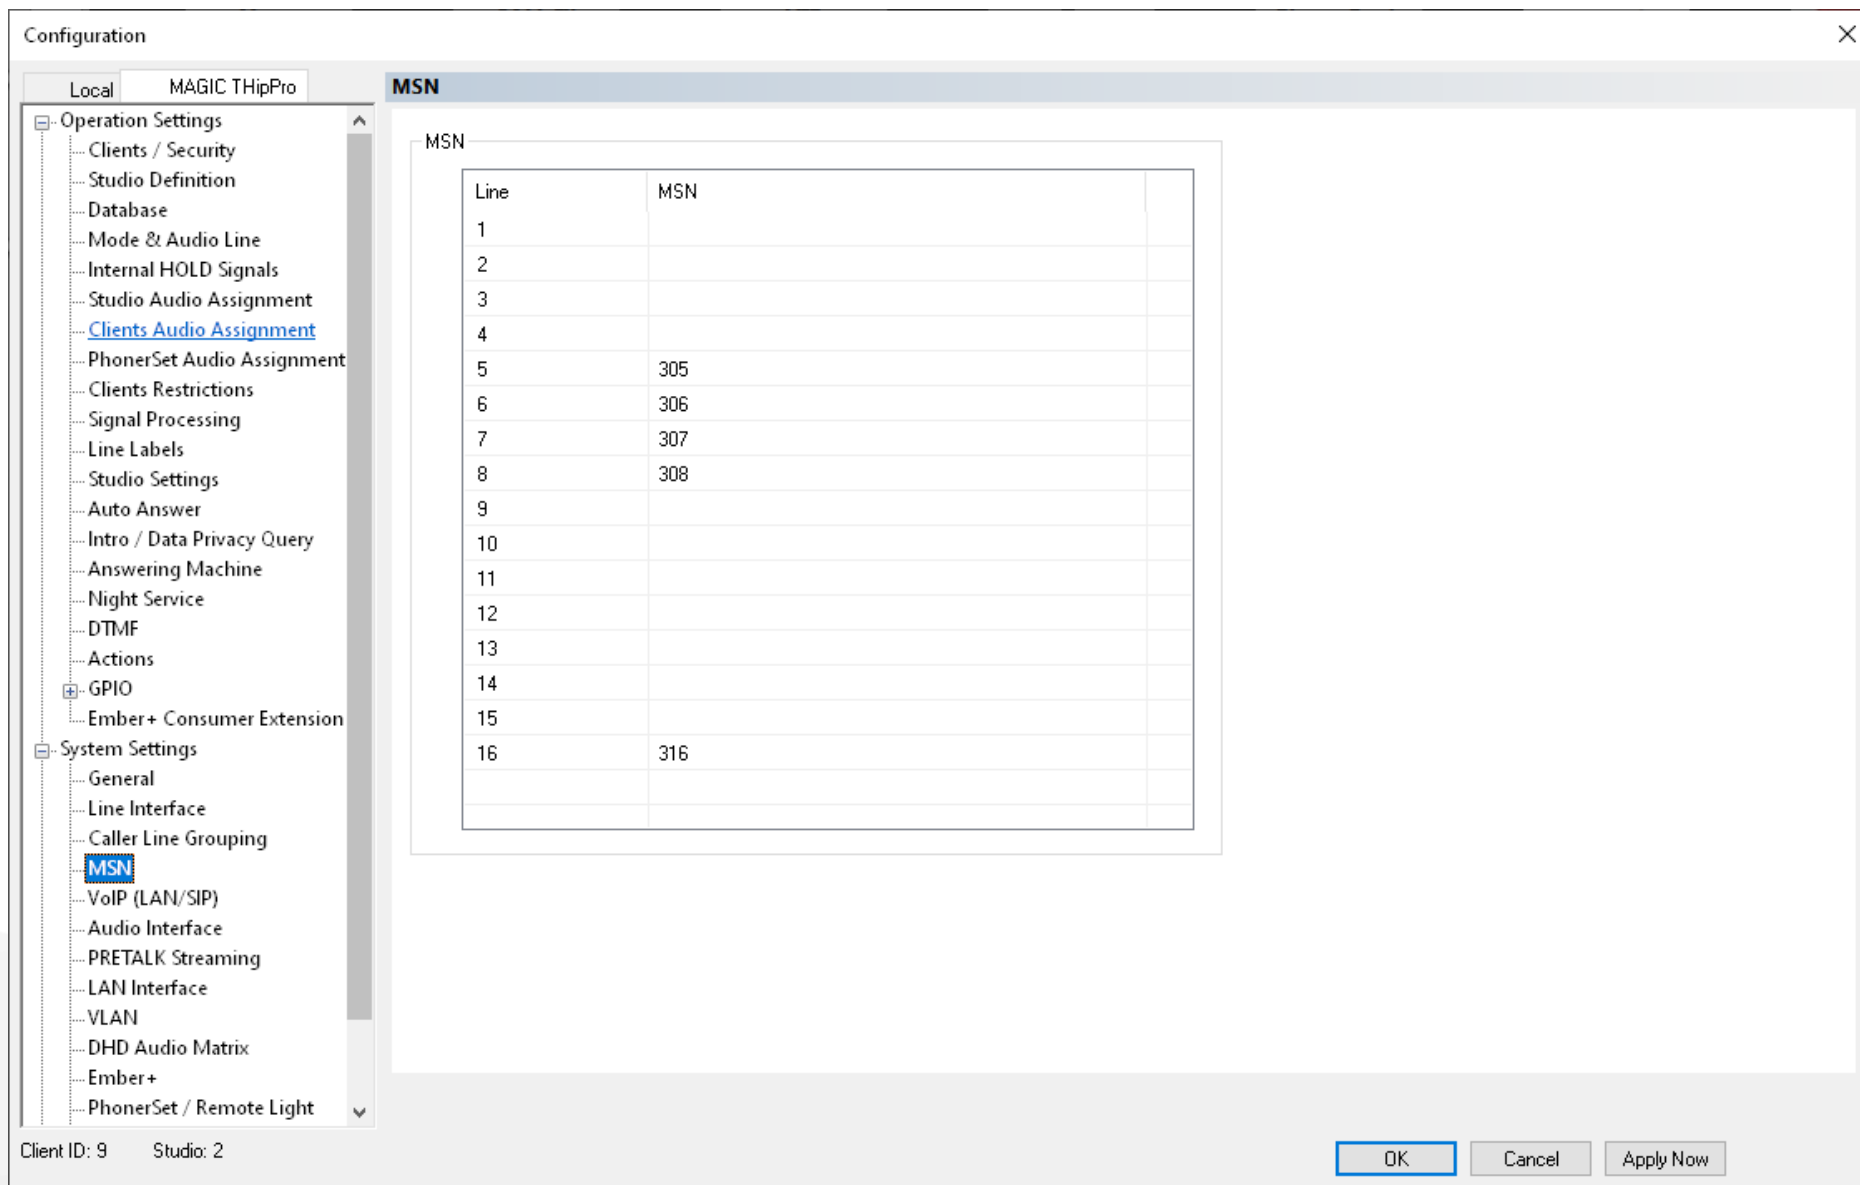 Configuration
Local
MAGIC THipPro
Operation Settings
Clients / Security
Studio Definition
Database
Mode & Audio Line
Internal HOLD Signals
Studio Audio Assignment
Clients Audio Assignment
PhonerSet Audio Assignment
Clients Restrictions
Signal Processing
Line Labels
Studio Settings
Auto Answer
Intro / Data Privacy Query
Answering Machine
Night Service
DTMF
Actions
GPIO
Ember+ Consumer Extension
System Settings
General
Line Interface
Caller Line Grouping
MSN
VoIP (LAN/SIP)
Audio Interface
PRETALK Streaming
LAN Interface
VLAN
DHD Audio Matrix
Ember+
PhonerSet / Remote Light
MSN
MSN
Line MSN
1
2
3
4
5 305
6 306
7 307
8 308
9
10
11
12
13
14
15
16 316
Client ID: 9 Studio: 2
OK Cancel Apply Now